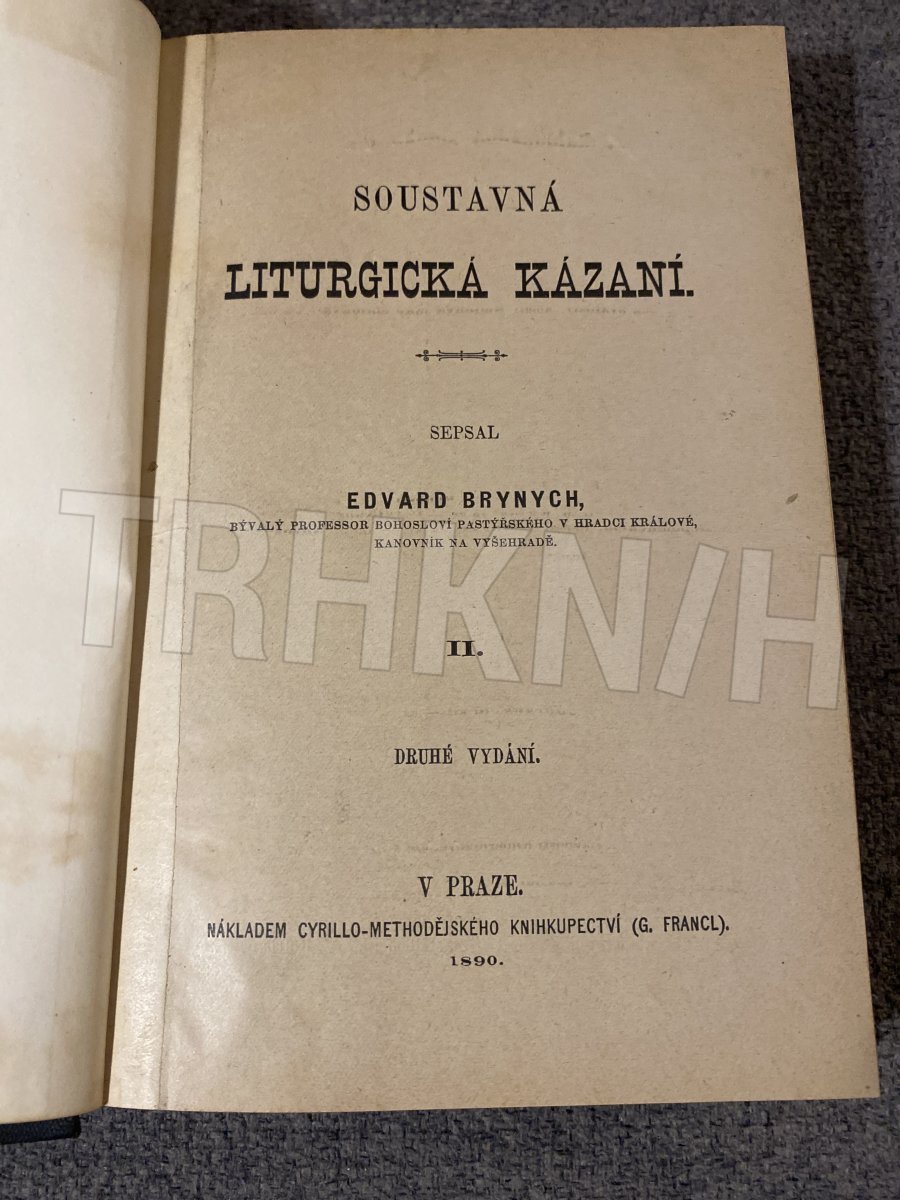 SOUSTAVNÁ
LITURGICKÁ KÁZANÍ.
SEPSAL
EDVARD BRYNYCH,
BÝVALÝ PROFESSOR BOHOSLOVÍ PASTÝŘSKÉHO V HRADCI KRÁLOVÉ,
KANOVNÍK NA VYŠEHRADĚ.
TRHKNIH
II.
DRUHÉ VYDÁNÍ.
V PRAZE.
NÁKLADEM CYRILLO-METHODĚJSKÉHO KNIHKUPECTVÍ (G. FRANCL).
1890.